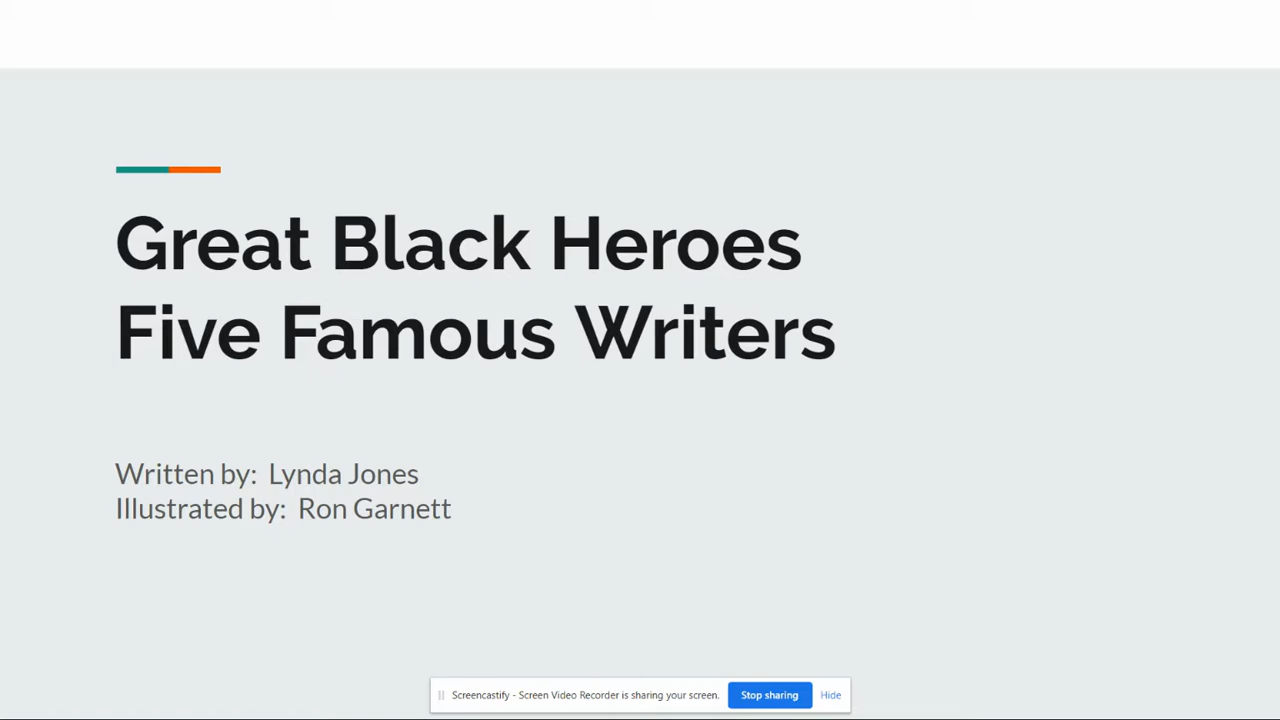 Great Black Heroes
Five Famous Writers
Written by: Lynda Jones
Illustrated by: Ron Garnett
Screencastify - Screen Video Recorder is sharing your screen. Stop sharing Hide